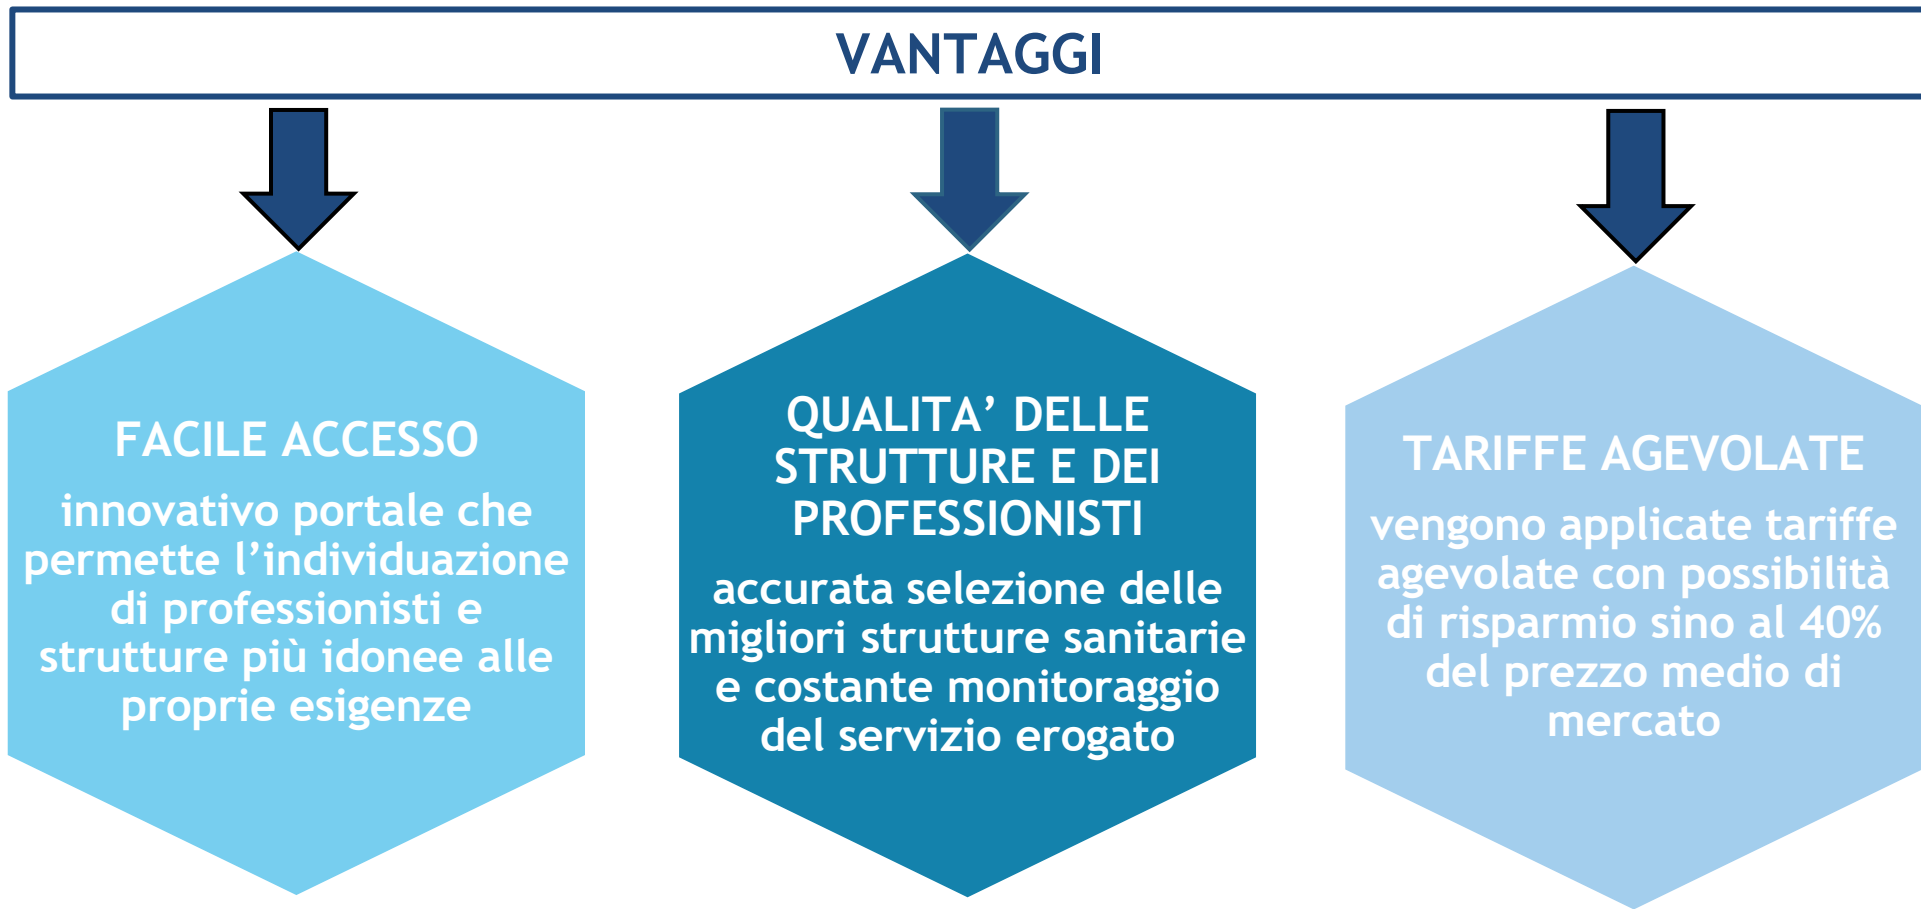 VANTAGGI
FACILE ACCESSO
innovativo portale che
permette l’individuazione
di professionisti e
strutture più idonee alle
proprie esigenze
QUALITA’ DELLE
STRUTTURE E DEI
PROFESSIONISTI
accurata selezione delle
migliori strutture sanitarie
e costante monitoraggio
del servizio erogato
TARIFFE AGEVOLATE
vengono applicate tariffe
agevolate con possibilità
di risparmio sino al 40%
del prezzo medio di
mercato